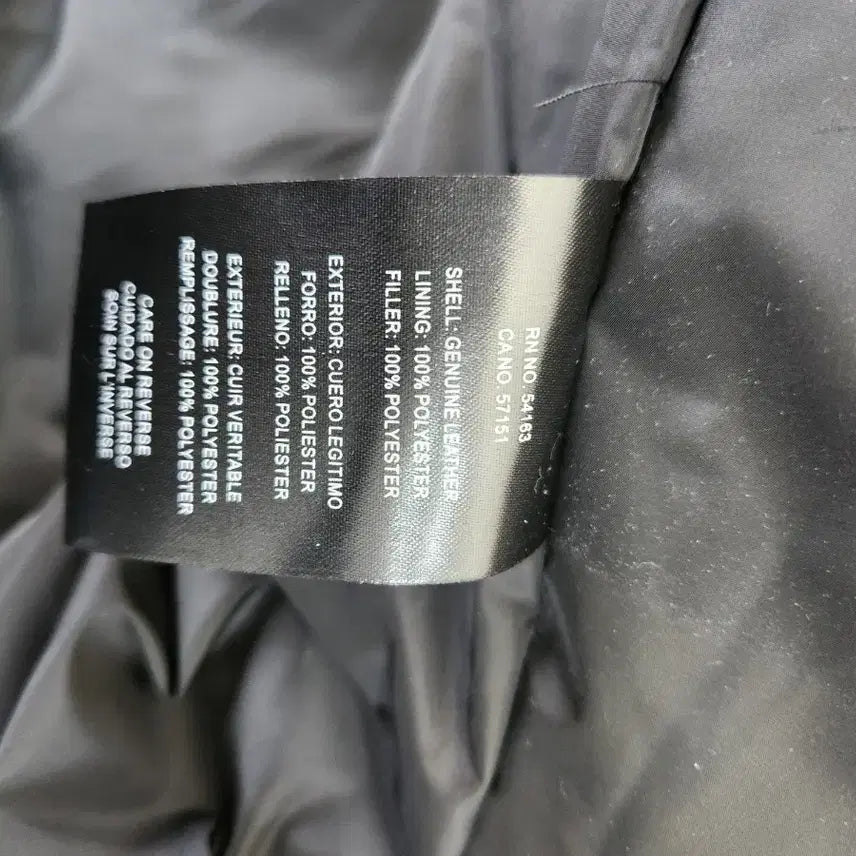 RN NO. 54163
CA NO. 57151
SHELL: GENUINE LEATHER
LINING: 100% POLYESTER
FILLER: 100% POLYESTER
EXTERIOR: CUERO LEGITIMO
FORRO: 100% POLIESTER
RELLENO: 100% POLIESTER
EXTERIEUR: CUIR VERITABLE
DOUBLURE: 100% POLYESTER
REMPLISSAGE: 100% POLYESTER
CARE ON REVERSE
CUIDADO AL REVERSO
SOIN SUR L'INVERSE